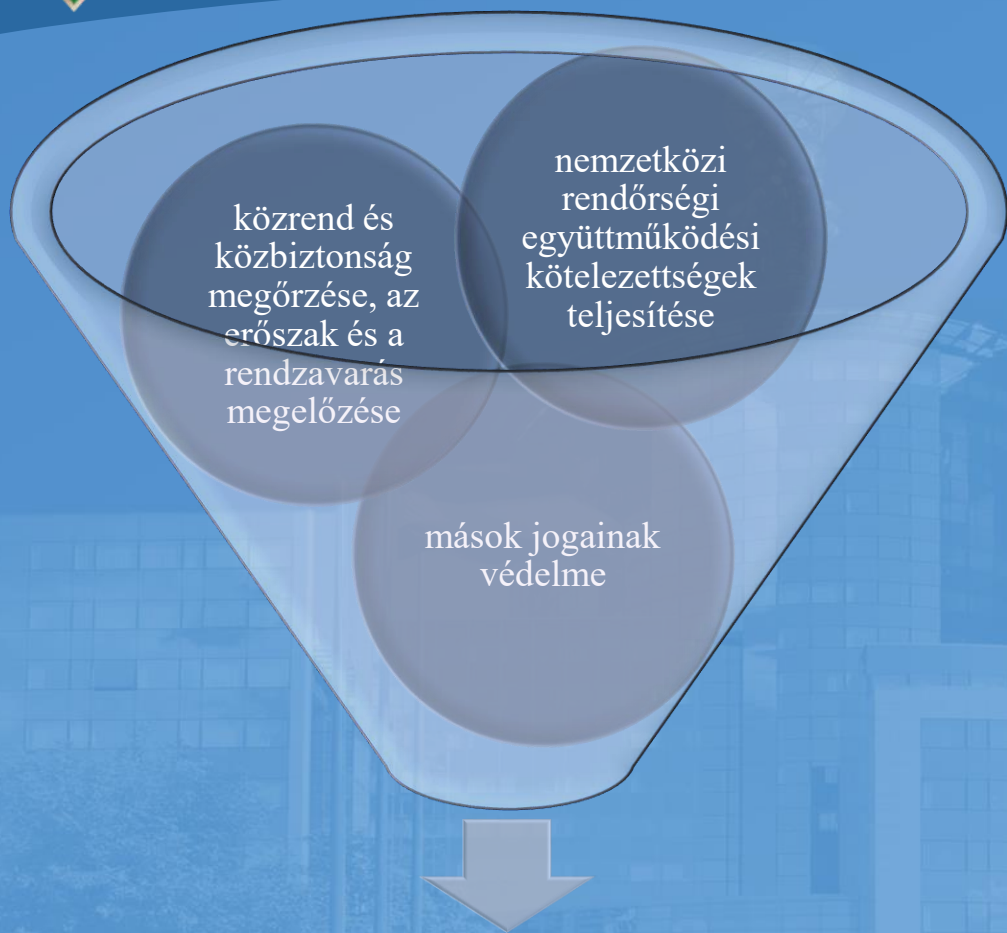 közrend és
közbiztonság
megőrzése, az
erőszak és a
rendzavarás
megelőzése
nemzetközi
rendőrségi
együttműködési
kötelezettségek
teljesítése
mások jogainak
védelme